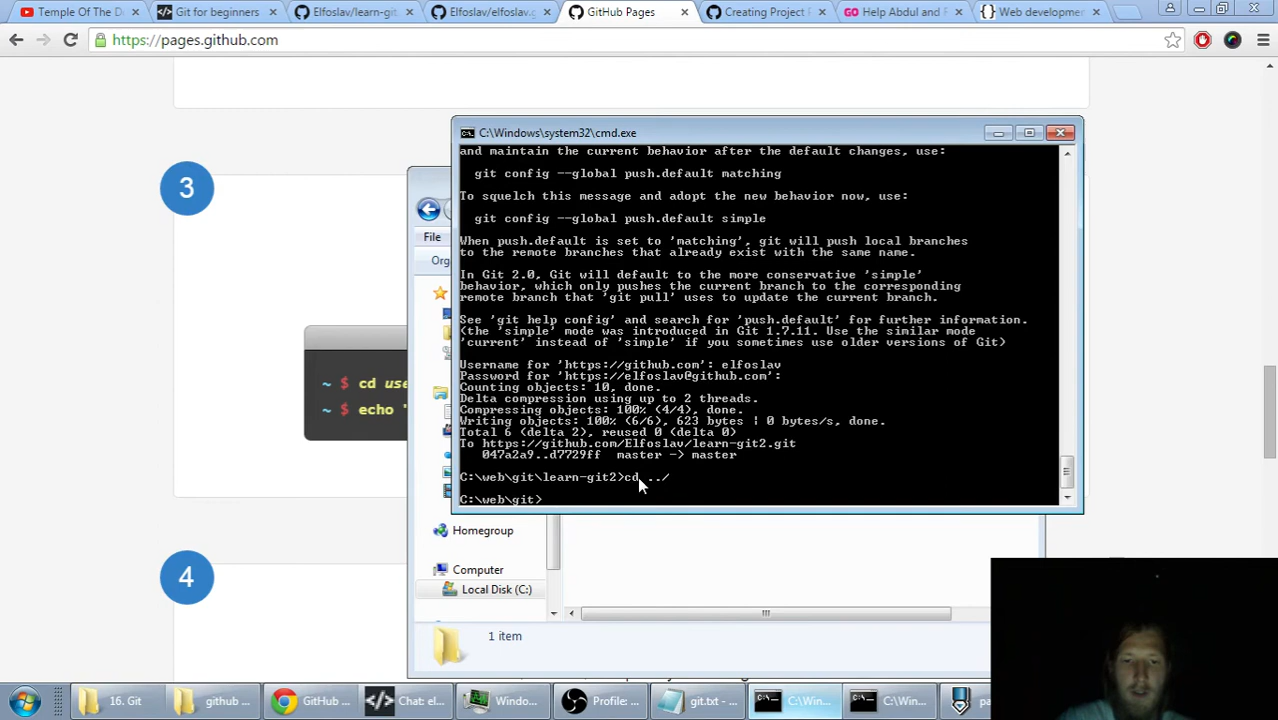 Temple Of The D
Git for beginners
Elfoslav/learn-git
Elfoslav/elfoslav.g
GitHub Pages
Creating Project P
Help Abdul and F
Web developmen
https://pages.github.com
3
C:\Windows\system32\cmd.exe
and maintain the current behavior after the default changes, use:
git config --global push.default matching
To squelch this message and adopt the new behavior now, use:
git config --global push.default simple
When push.default is set to 'matching', git will push local branches
to the remote branches that already exist with the same name.
In Git 2.0, Git will default to the more conservative 'simple'
behavior, which only pushes the current branch to the corresponding
remote branch that 'git pull' uses to update the current branch.
See 'git help config' and search for 'push.default' for further information.
(the 'simple' mode was introduced in Git 1.7.11. Use the similar mode
'current' instead of 'simple' if you sometimes use older versions of Git)
Username for 'https://github.com': elfoslav
Password for 'https://elfoslav@github.com':
Counting objects: 10, done.
Delta compression using up to 2 threads.
Compressing objects: 100% (4/4), done.
Writing objects: 100% (6/6), 623 bytes | 0 bytes/s, done.
Total 6 (delta 2), reused 0 (delta 0)
To https://github.com/Elfoslav/learn-git2.git
047a2a9..d7729ff master -> master
C:\web\git\learn-git2>cd ../
C:\web\git>
File
Org
~ $ cd use
~ $ echo "
Homegroup
Computer
Local Disk (C:)
4
1 item
16. Git
github ...
GitHub ...
Chat: el...
Windo...
Profile: ...
git.txt - ...
C:\Win...
C:\Win...
pa